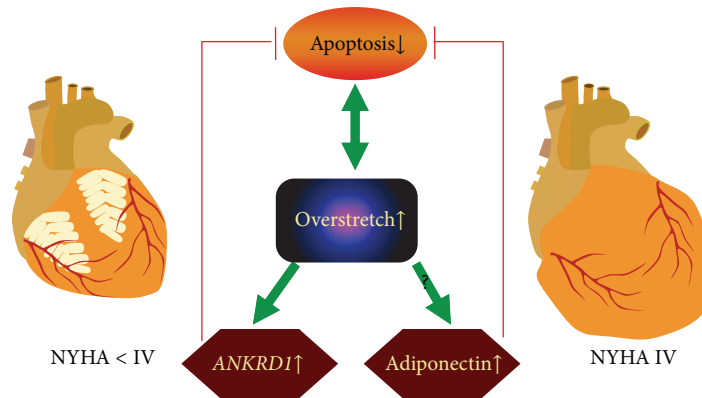 Apoptosis↓
Overstretch↑
?
NYHA < IV
ANKRD1↑
Adiponectin↑
NYHA IV